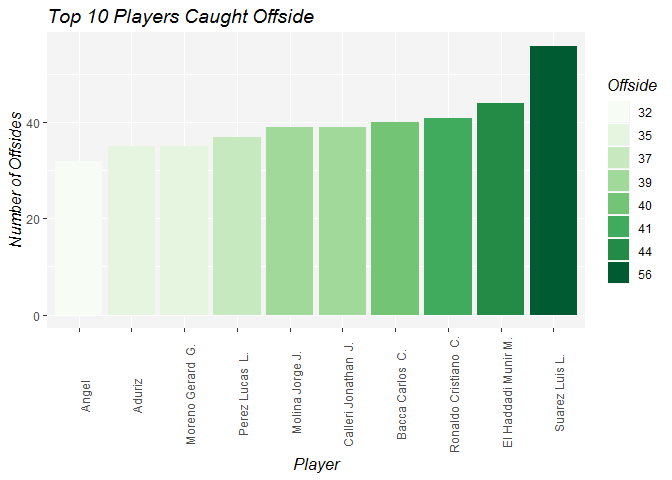 Top 10 Players Caught Offside
Number of Offsides
40
20
0
Angel
Aduriz
Moreno Gerard G.
Perez Lucas L.
Molina Jorge J.
Calleri Jonathan J.
Bacca Carlos C.
Ronaldo Cristiano C.
El Haddadi Munir M.
Suarez Luis L.
Player
Offside
32
35
37
39
40
41
44
56